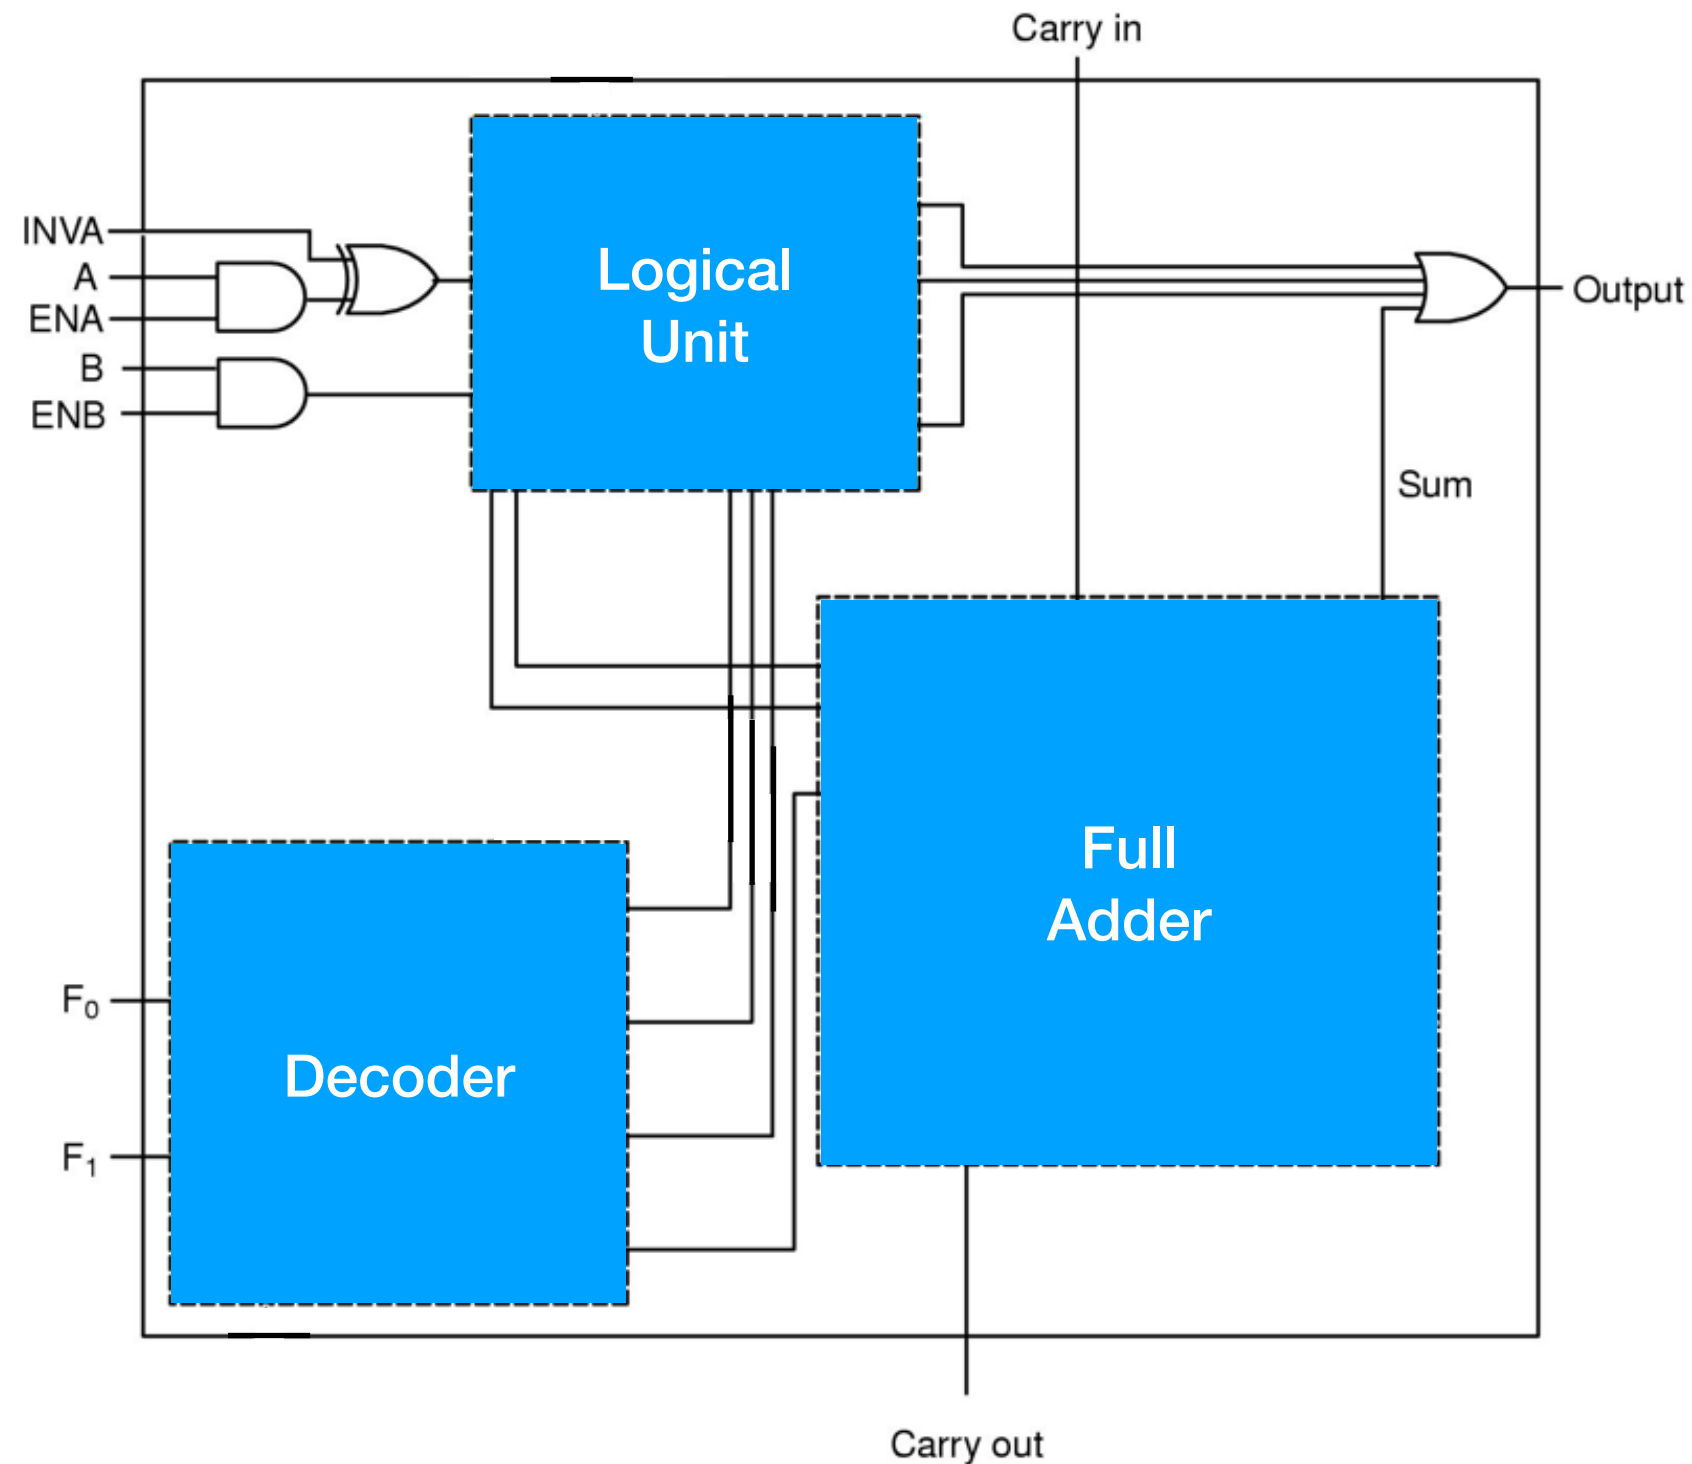 Carry in
INVA
A
ENA
B
ENB
Logical
Unit
Output
Sum
Full
Adder
F₀
Decoder
F₁
Carry out